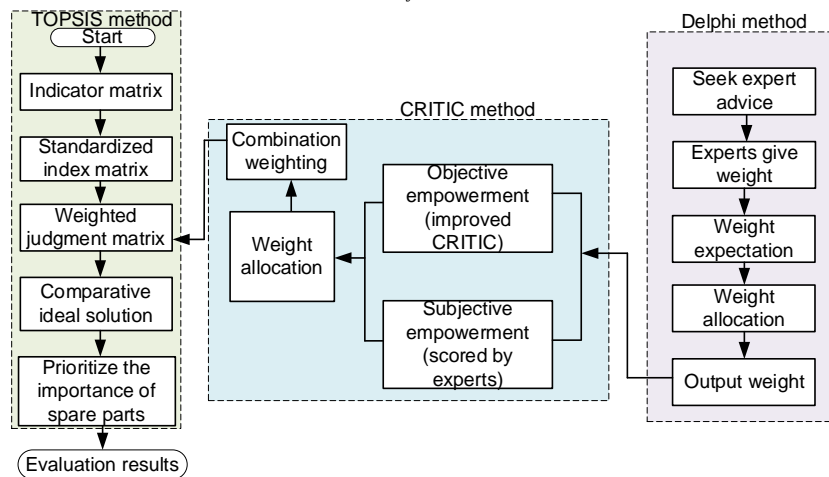 TOPSIS method
Start
Indicator matrix
Standardized
index matrix
Weighted
judgment matrix
Comparative
ideal solution
Prioritize the
importance of
spare parts
Evaluation results
CRITIC method
Combination
weighting
Weight
allocation
Objective
empowerment
(improved
CRITIC)
Subjective
empowerment
(scored by
experts)
Delphi method
Seek expert
advice
Experts give
weight
Weight
expectation
Weight
allocation
Output weight